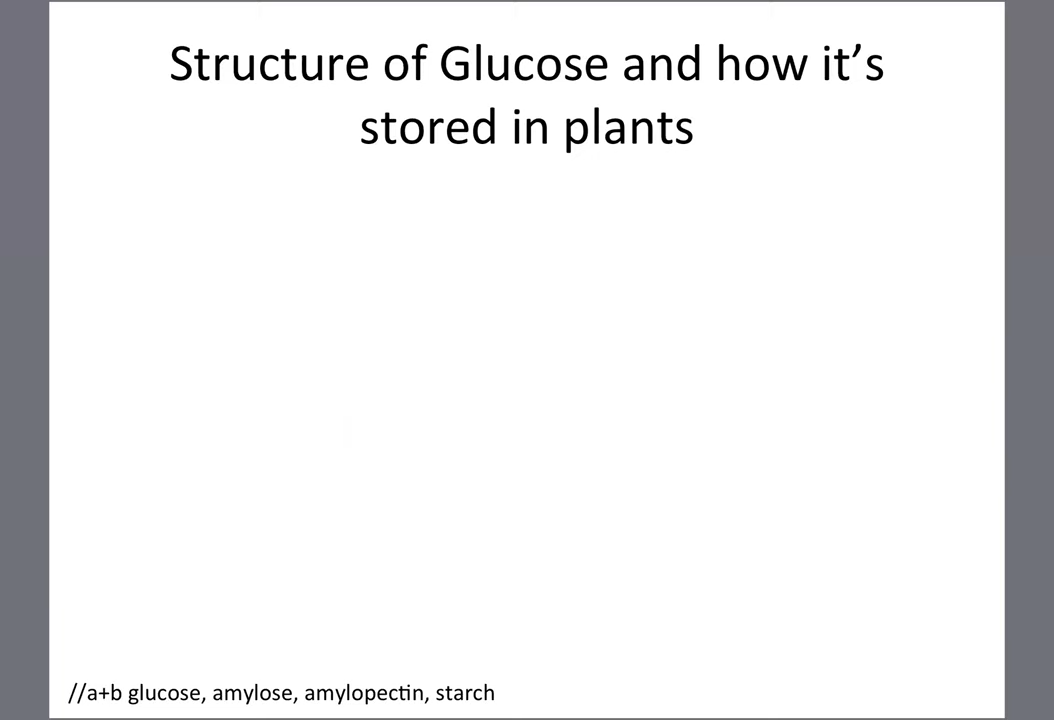 Structure of Glucose and how it’s
stored in plants
//a+b glucose, amylose, amylopectin, starch